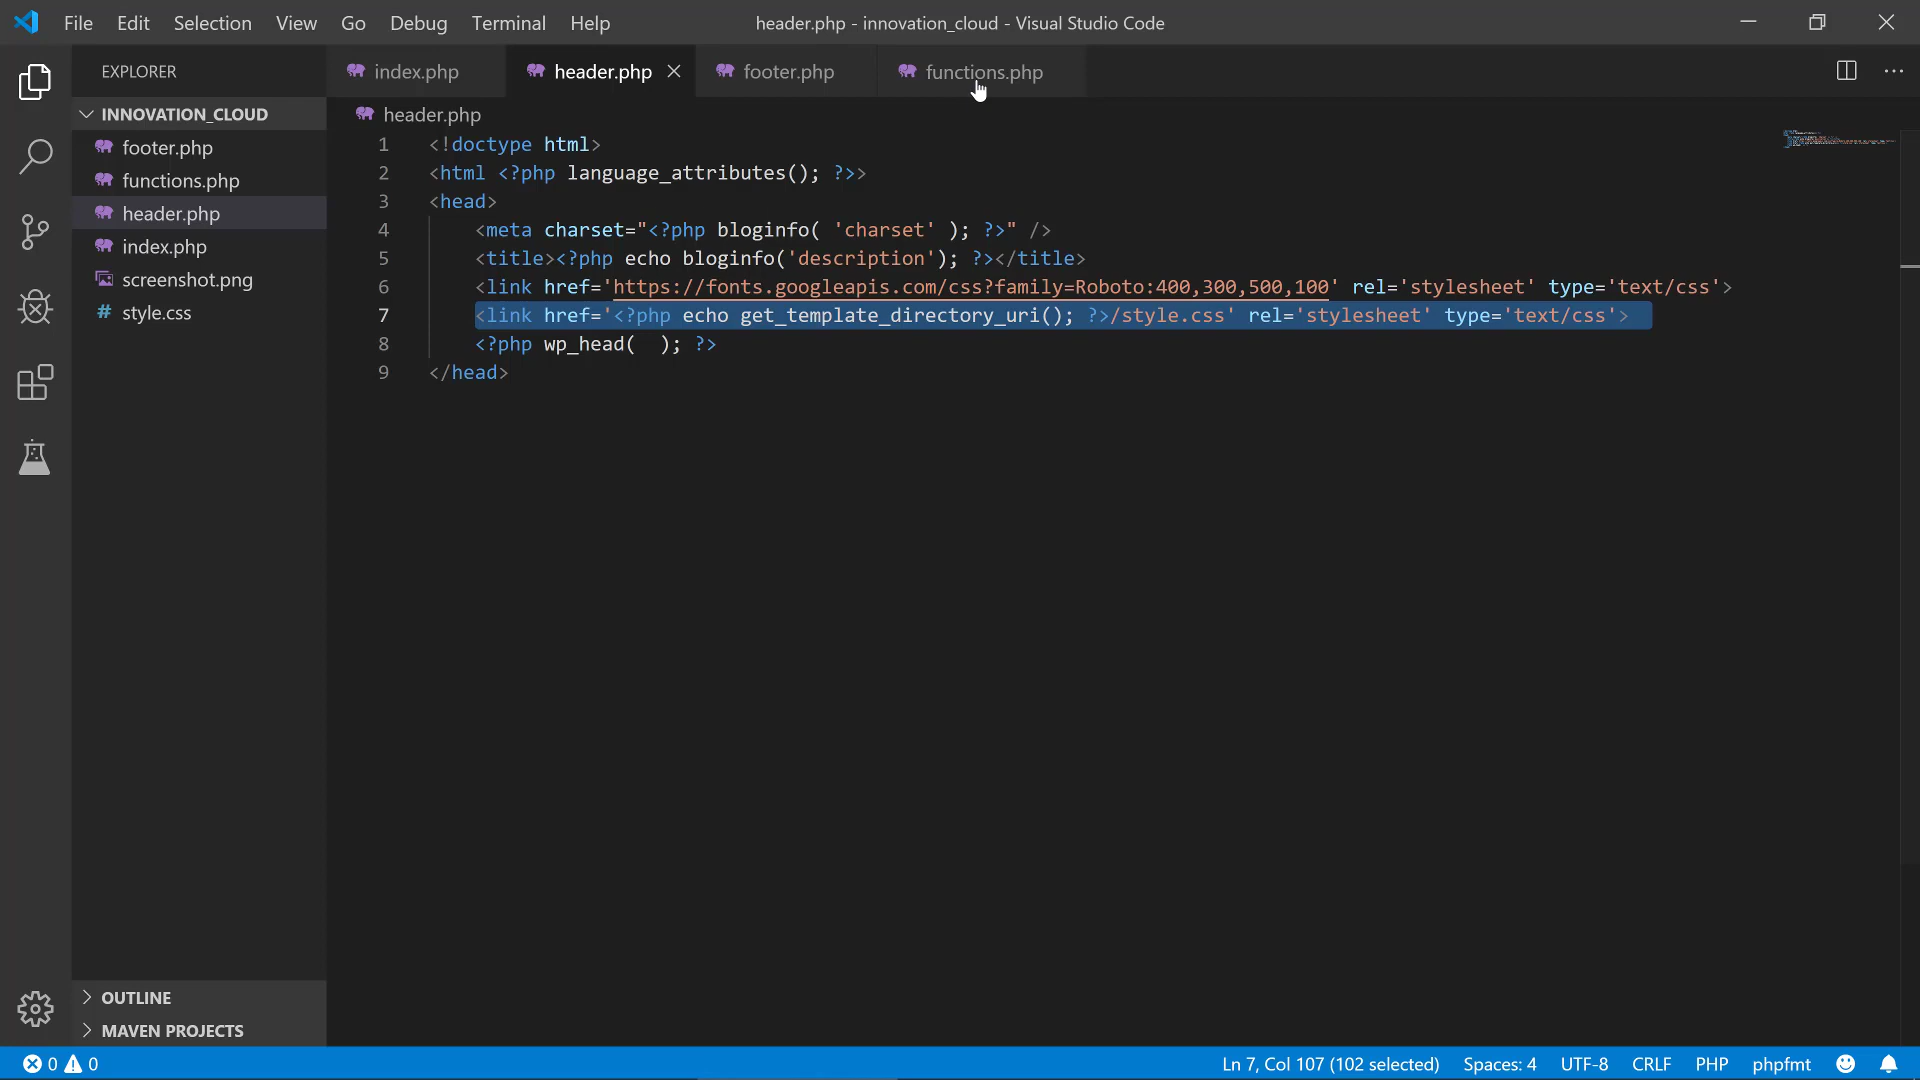 File Edit Selection View Go Debug Terminal Help
header.php - innovation_cloud - Visual Studio Code
EXPLORER
INNOVATION_CLOUD
footer.php
functions.php
header.php
index.php
screenshot.png
# style.css
OUTLINE
MAVEN PROJECTS
index.php header.php footer.php functions.php
header.php
1 <!doctype html>
2 <html <?php language_attributes(); ?>>
3 <head>
4 <meta charset="<?php bloginfo( 'charset' ); ?>" />
5 <title><?php echo bloginfo('description'); ?></title>
6 <link href='https://fonts.googleapis.com/css?family=Roboto:400,300,500,100' rel='stylesheet' type='text/css'>
7 <link href='<?php echo get_template_directory_uri(); ?>/style.css' rel='stylesheet' type='text/css'>
8 <?php wp_head(  ); ?>
9 </head>
0 0 Ln 7, Col 107 (102 selected) Spaces: 4 UTF-8 CRLF PHP phpfmt